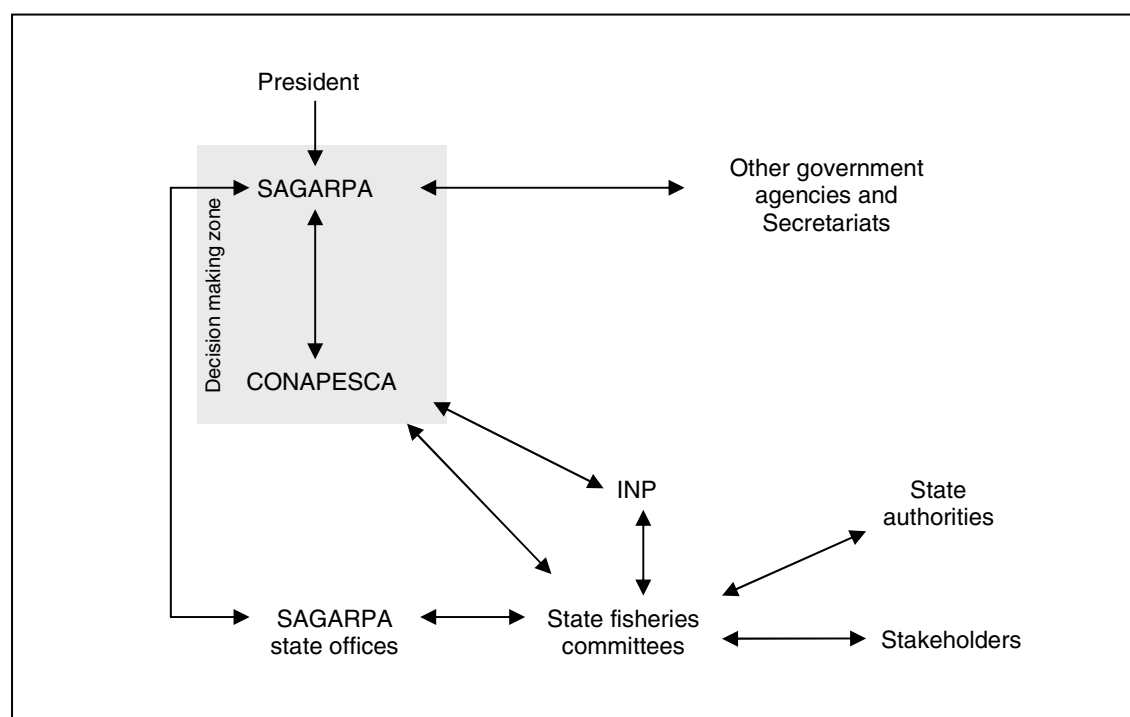 President
SAGARPA
Other government
agencies and
Secretariats
Decision making zone
CONAPESCA
INP
State
authorities
SAGARPA
state offices
State fisheries
committees
Stakeholders